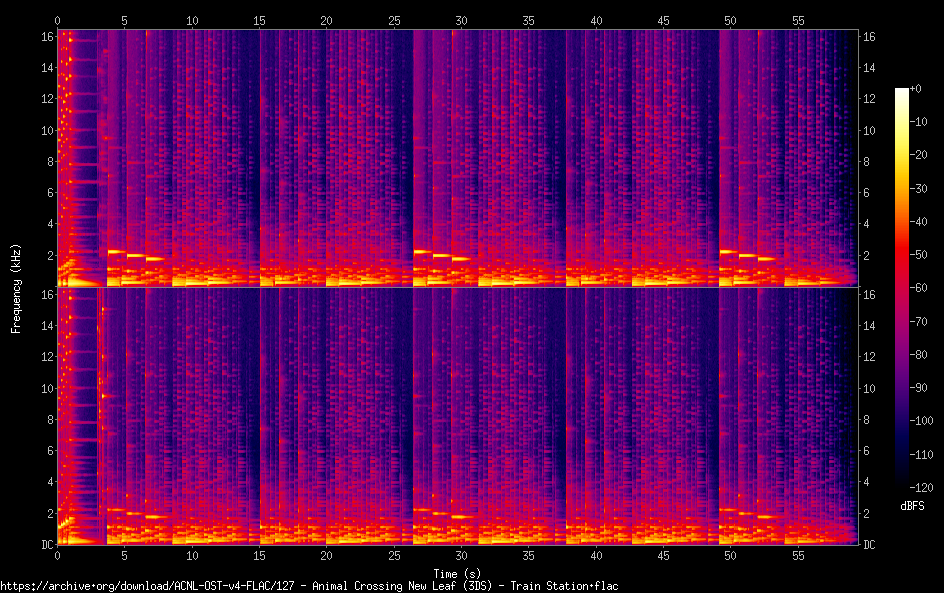 0 5 10 15 20 25 30 35 40 45 50 55
16 16 +0
14 14 -10
12 12 -20
10 10 -30
8 8 -40
6 6 -50
4 4 -60
2 2 -70
16 16 -80
14 14 -90
12 12 -100
10 10 -110
8 8 -120
6 6 dBFS
4 4
2 2
DC DC
Frequency (kHz)
0 5 10 15 20 25 30 35 40 45 50 55
Time (s)
https://archive.org/download/ACNL-OST-v4-FLAC/127 - Animal Crossing New Leaf (3DS) - Train Station.flac